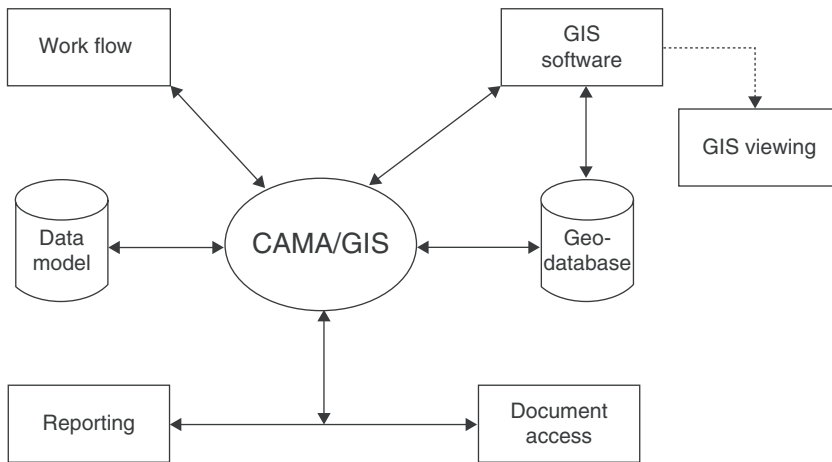 Work flow
GIS
software
GIS viewing
Data
model
CAMA/GIS
Geo-
database
Reporting
Document
access